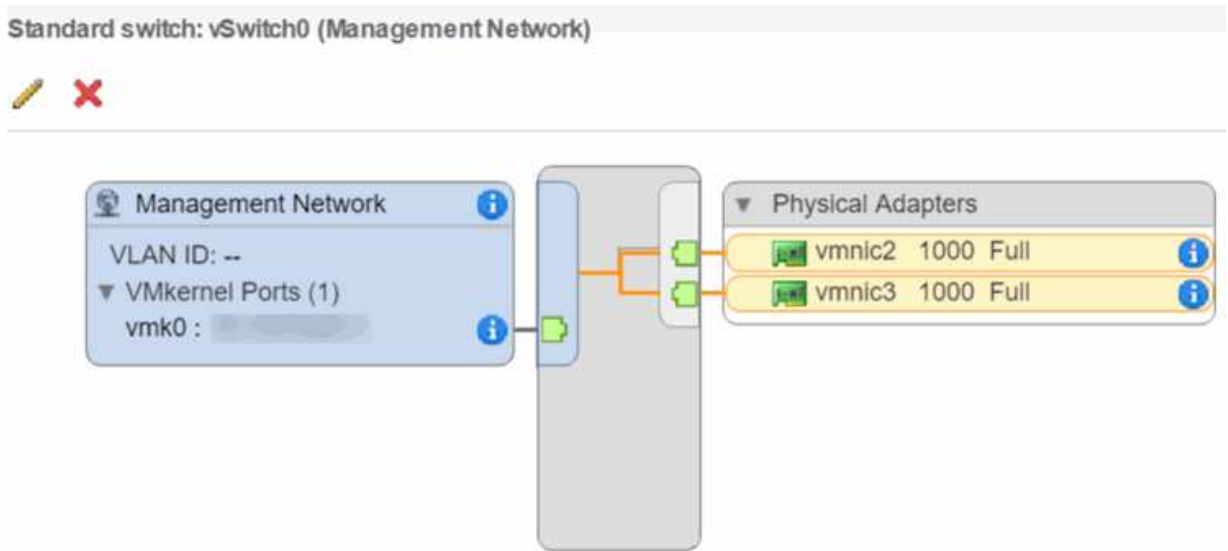 Standard switch: vSwitch0 (Management Network)
Management Network
VLAN ID: --
VMkernel Ports (1)
vmk0 :
Physical Adapters
vmnic2 1000 Full
vmnic3 1000 Full